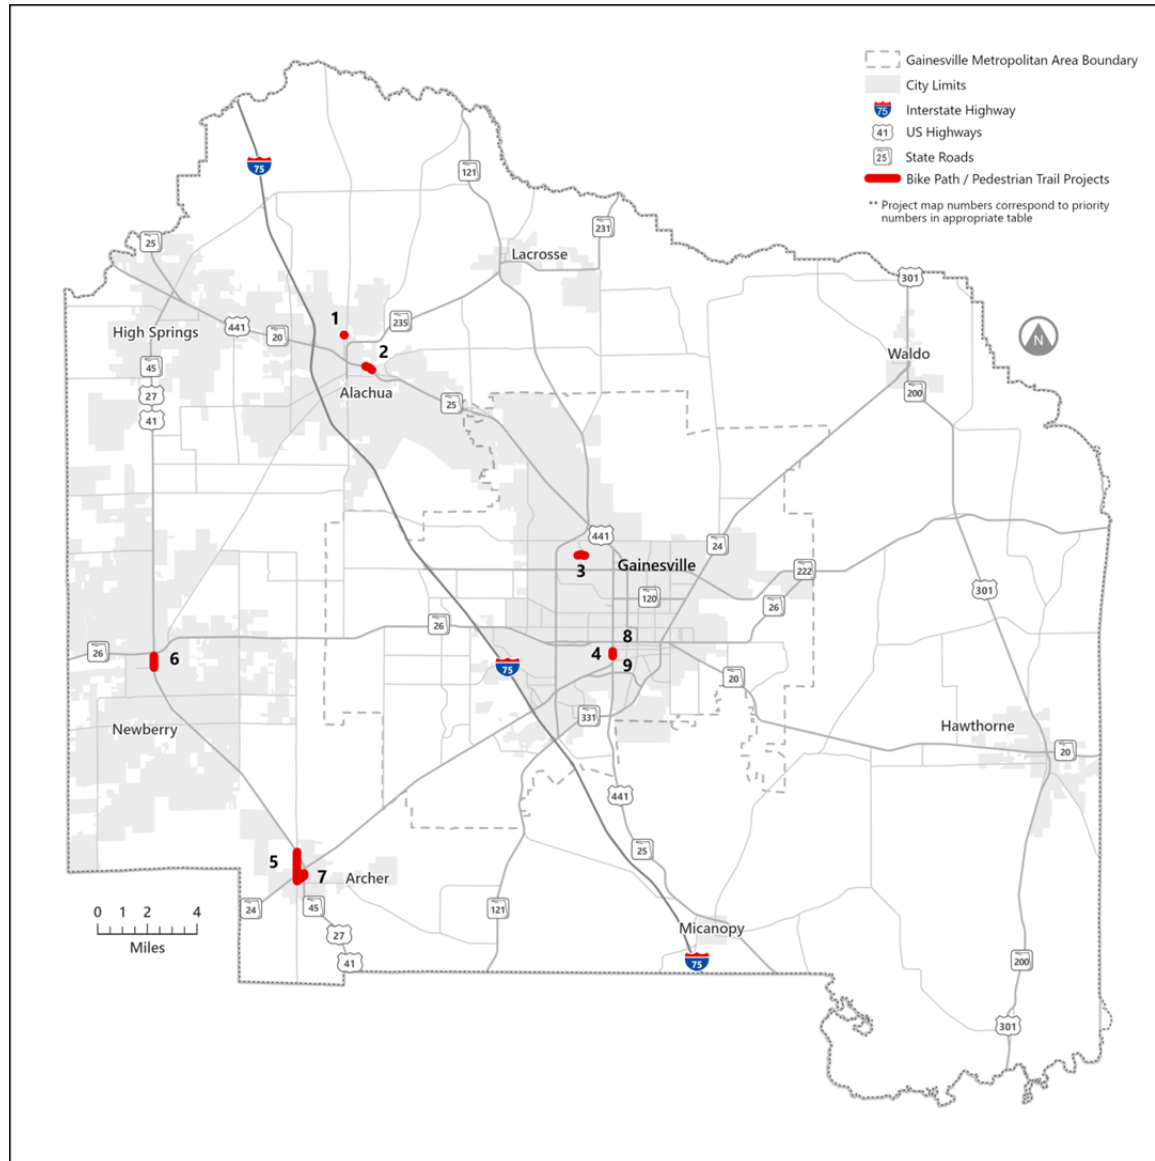 Gainesville Metropolitan Area Boundary
City Limits
75 Interstate Highway
41 US Highways
25 State Roads
Bike Path / Pedestrian Trail Projects
** Project map numbers correspond to priority
numbers in appropriate table
75
121
231
25
Lacrosse
301
1
441
20
235
High Springs
N
2
Waldo
45
Alachua
200
27
25
41
441
24
3
Gainesville
222
301
120
26
26
8
26
6
4
75
9
20
331
Newberry
Hawthorne
20
441
25
5
7
Archer
0 1 2 4
Miles
24
45
121
27
Micanopy
41
75
200
301